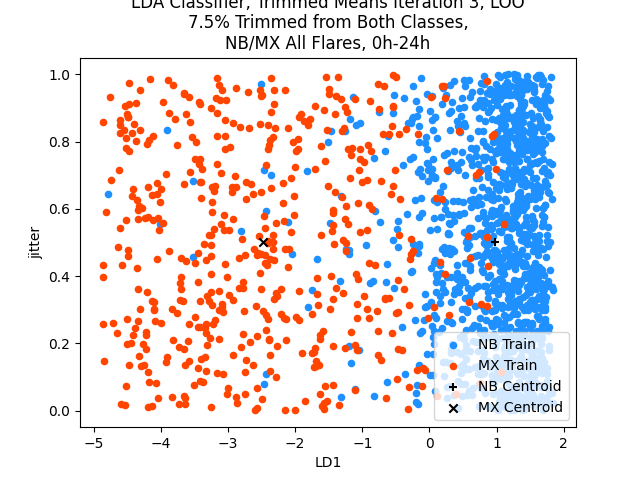 LDA Classifier, Trimmed Means Iteration 3, LOO
7.5% Trimmed from Both Classes,
NB/MX All Flares, 0h-24h
1.0
0.8
0.6
0.4
0.2
0.0
jitter
−5 −4 −3 −2 −1 0 1 2
LD1
NB Train
MX Train
NB Centroid
MX Centroid